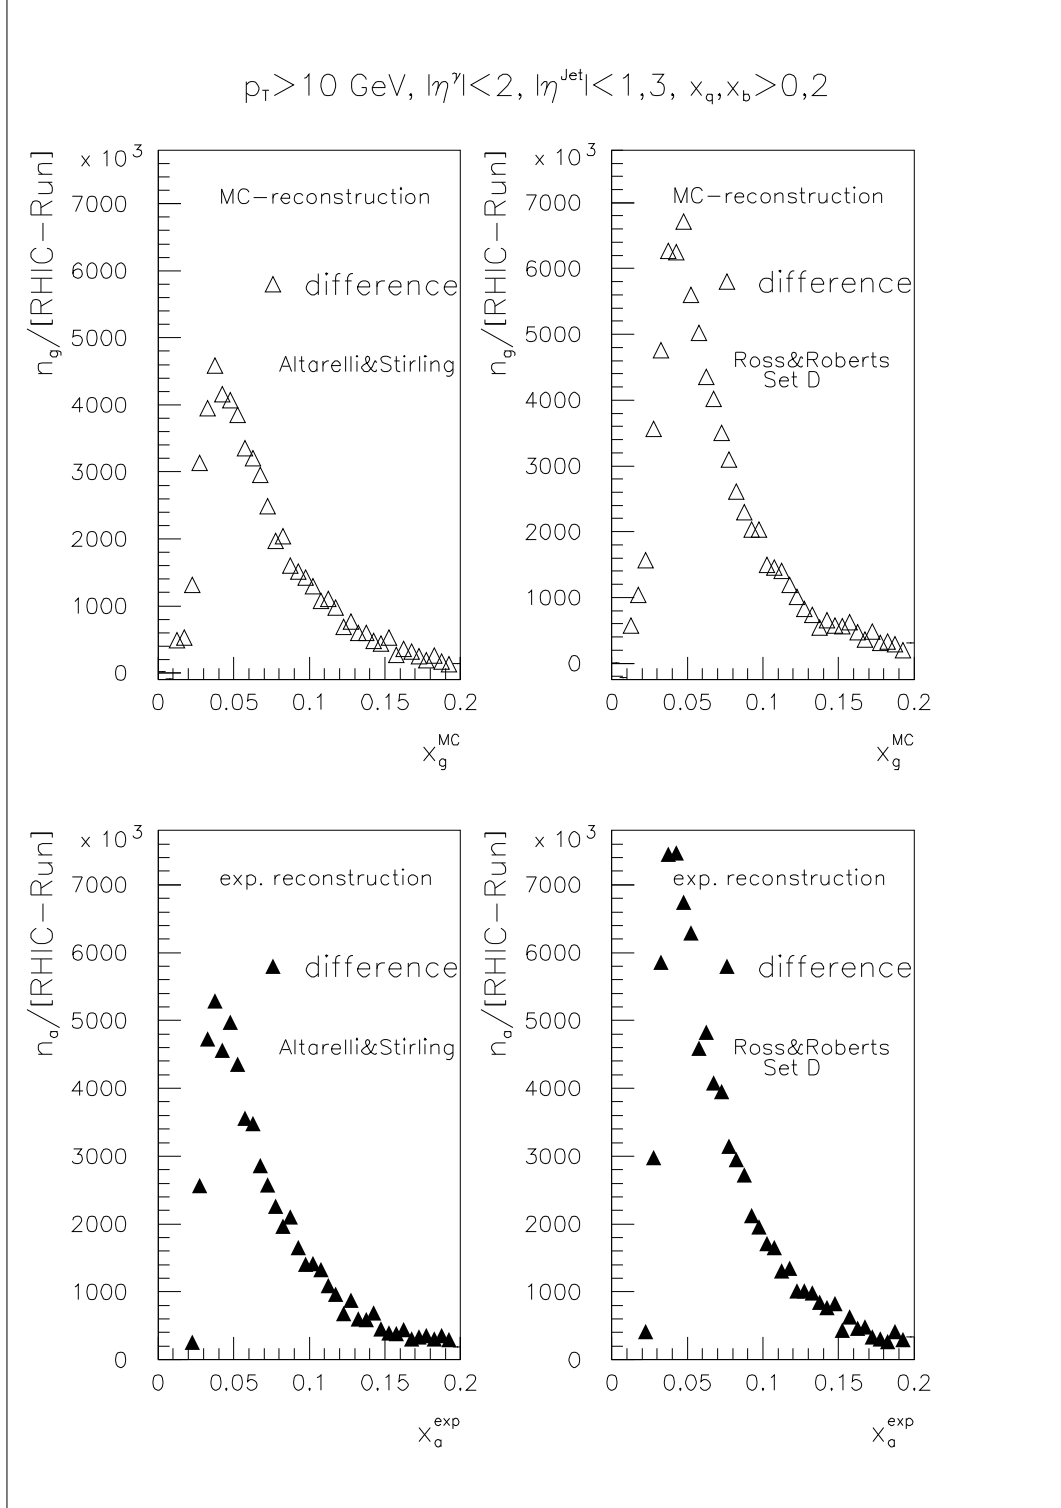 p_T>10 GeV, |η^γ|<2, |η^Jet|<1,3, x_q,x_b>0,2
n_g/[RHIC−Run]
x 10^3
7000
6000
5000
4000
3000
2000
1000
0
MC−reconstruction
△ difference
Altarelli&Stirling
0 0.05 0.1 0.15 0.2
x_g^MC
n_g/[RHIC−Run]
x 10^3
7000
6000
5000
4000
3000
2000
1000
0
MC−reconstruction
△ difference
Ross&Roberts
Set D
0 0.05 0.1 0.15 0.2
x_g^MC
n_a/[RHIC−Run]
x 10^3
7000
6000
5000
4000
3000
2000
1000
0
exp. reconstruction
▲ difference
Altarelli&Stirling
0 0.05 0.1 0.15 0.2
x_a^exp
n_a/[RHIC−Run]
x 10^3
7000
6000
5000
4000
3000
2000
1000
0
exp. reconstruction
▲ difference
Ross&Roberts
Set D
0 0.05 0.1 0.15 0.2
x_a^exp